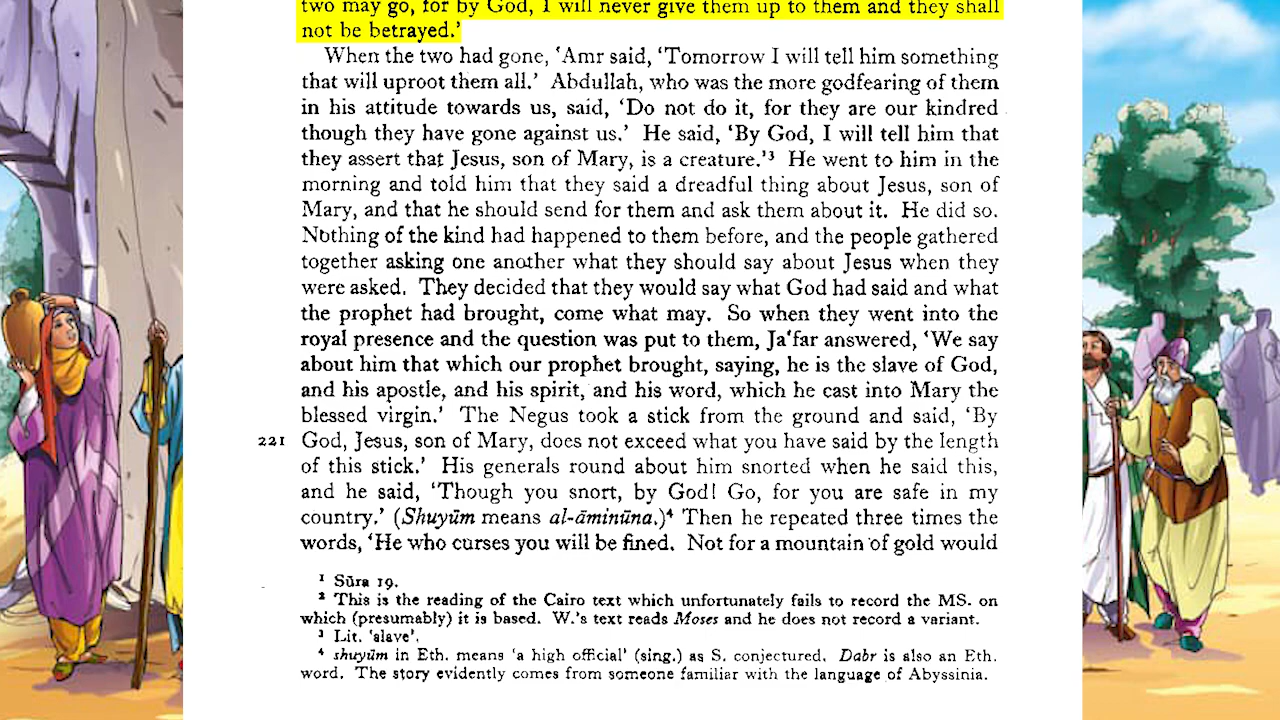 two may go, for by God, I will never give them up to them and they shall
not be betrayed.’
When the two had gone, ‘Amr said, ‘Tomorrow I will tell him something
that will uproot them all.’ Abdullah, who was the more godfearing of them
in his attitude towards us, said, ‘Do not do it, for they are our kindred
though they have gone against us.’ He said, ‘By God, I will tell him that
they assert that Jesus, son of Mary, is a creature.’³ He went to him in the
morning and told him that they said a dreadful thing about Jesus, son of
Mary, and that he should send for them and ask them about it. He did so.
Nothing of the kind had happened to them before, and the people gathered
together asking one another what they should say about Jesus when they
were asked. They decided that they would say what God had said and what
the prophet had brought, come what may. So when they went into the
royal presence and the question was put to them, Ja‘far answered, ‘We say
about him that which our prophet brought, saying, he is the slave of God,
and his apostle, and his spirit, and his word, which he cast into Mary the
blessed virgin.’ The Negus took a stick from the ground and said, ‘By
221 God, Jesus, son of Mary, does not exceed what you have said by the length
of this stick.’ His generals round about him snorted when he said this,
and he said, ‘Though you snort, by God! Go, for you are safe in my
country.’ (Shuyūm means al-āminūna.)⁴ Then he repeated three times the
words, ‘He who curses you will be fined. Not for a mountain of gold would
¹ Sūra 19.
² This is the reading of the Cairo text which unfortunately fails to record the MS. on
which (presumably) it is based. W.’s text reads Moses and he does not record a variant.
³ Lit. ‘slave’.
⁴ shuyūm in Eth. means ‘a high official’ (sing.) as S. conjectured. Dabr is also an Eth.
word. The story evidently comes from someone familiar with the language of Abyssinia.